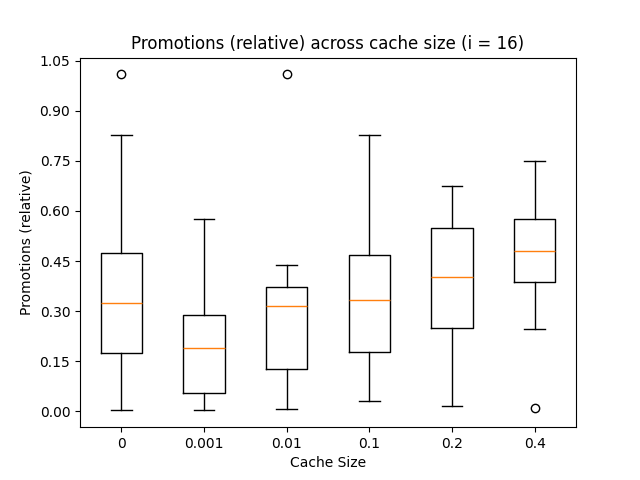 Promotions (relative) across cache size (i = 16)
1.05
0.90
0.75
0.60
0.45
0.30
0.15
0.00
Promotions (relative)
0 0.001 0.01 0.1 0.2 0.4
Cache Size